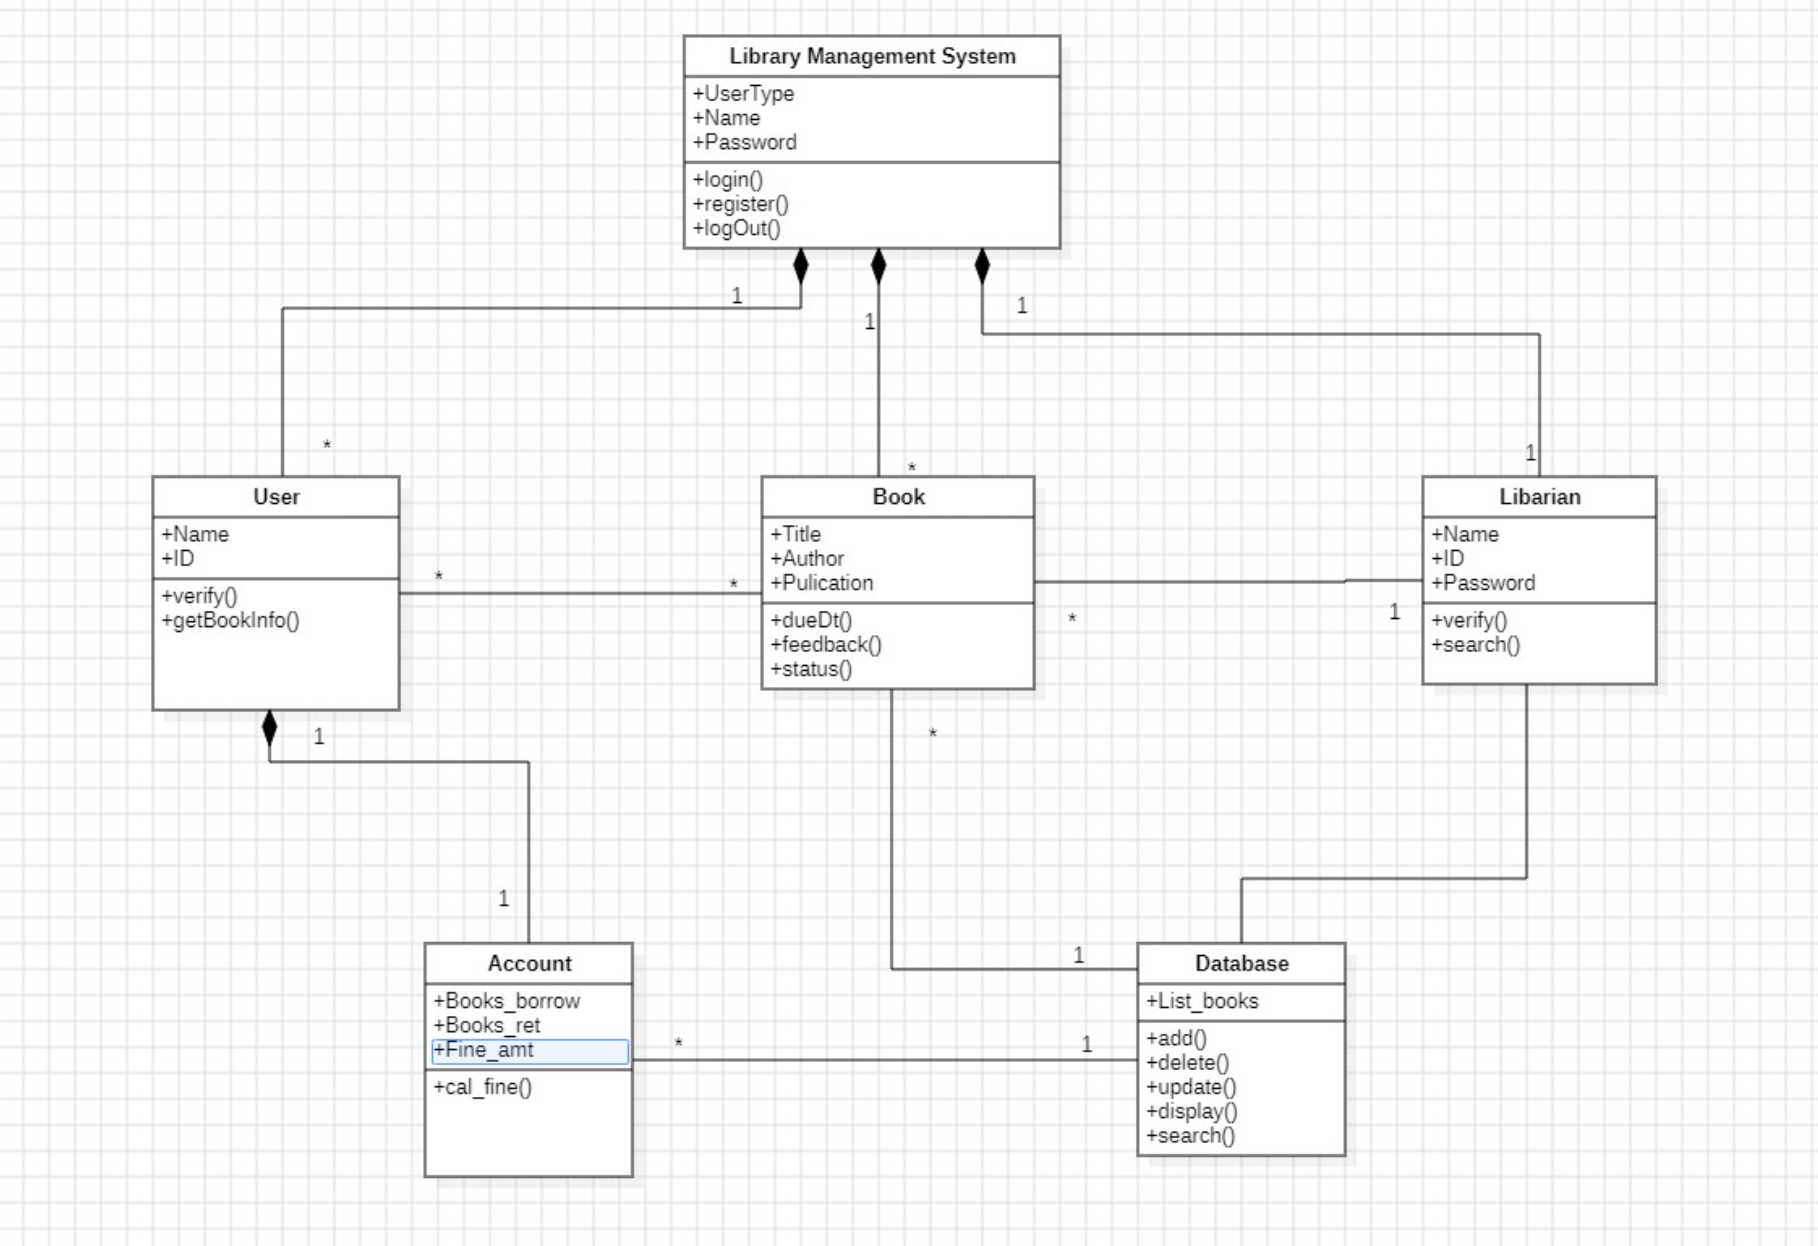 Library Management System
+UserType
+Name
+Password
+login()
+register()
+logOut()
1
1
1
*
*
1
User
+Name
+ID
+verify()
+getBookInfo()
*
*
Book
+Title
+Author
+Pulication
+dueDt()
+feedback()
+status()
*
1
Libarian
+Name
+ID
+Password
+verify()
+search()
1
*
1
1
Account
+Books_borrow
+Books_ret
+Fine_amt
+cal_fine()
*
1
Database
+List_books
+add()
+delete()
+update()
+display()
+search()